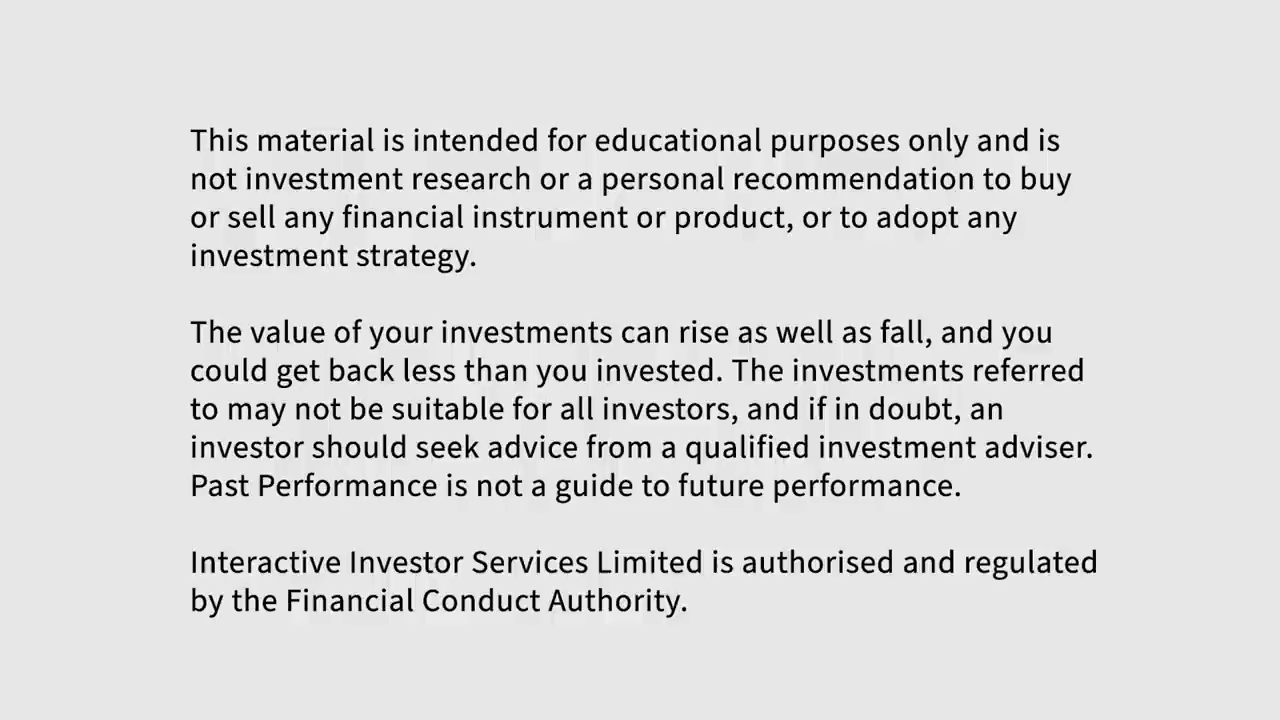 This material is intended for educational purposes only and is
not investment research or a personal recommendation to buy
or sell any financial instrument or product, or to adopt any
investment strategy.
The value of your investments can rise as well as fall, and you
could get back less than you invested. The investments referred
to may not be suitable for all investors, and if in doubt, an
investor should seek advice from a qualified investment adviser.
Past Performance is not a guide to future performance.
Interactive Investor Services Limited is authorised and regulated
by the Financial Conduct Authority.